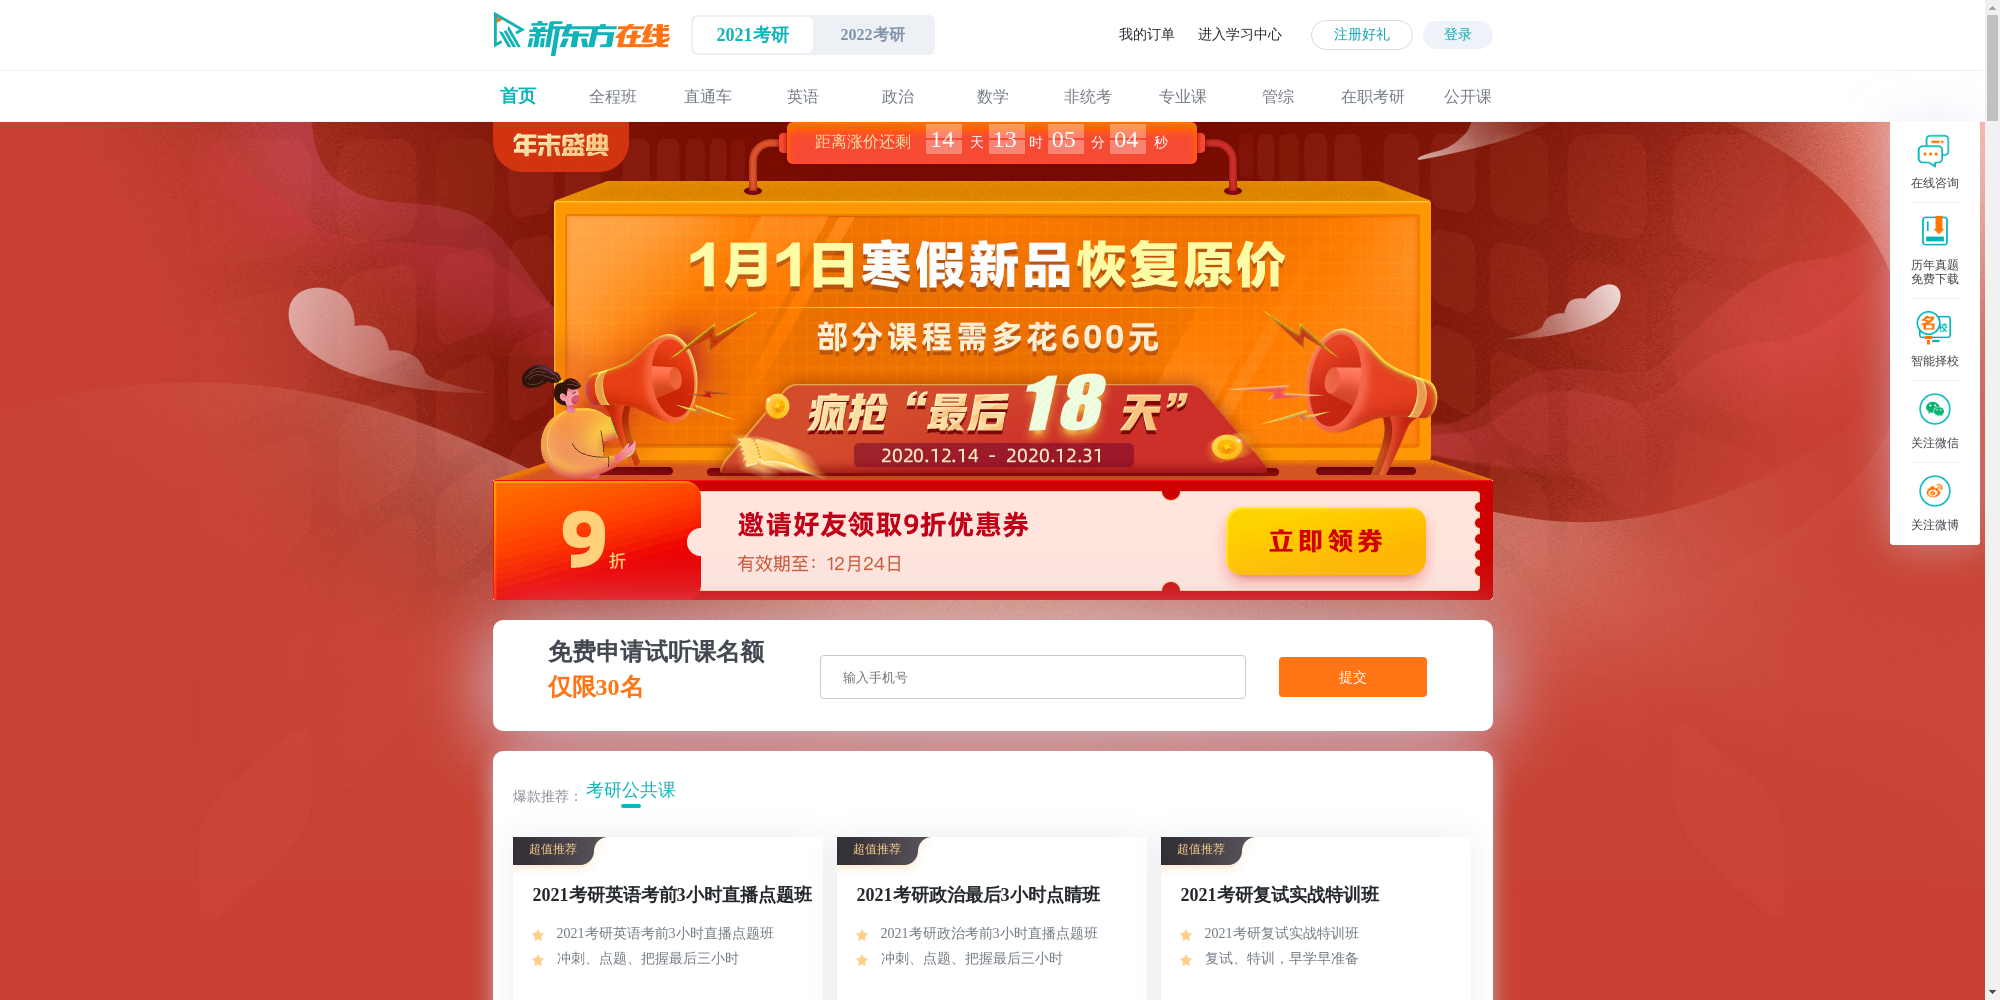 新东方在线
2021考研
2022考研
我的订单
进入学习中心
注册好礼
登录
首页
全程班
直通车
英语
政治
数学
非统考
专业课
管综
在职考研
公开课
年末盛典
距离涨价还剩 14 天 13 时 05 分 04 秒
1月1日寒假新品恢复原价
部分课程需多花600元
疯抢“最后 18 天”
2020.12.14 - 2020.12.31
9折
邀请好友领取9折优惠券
有效期至：12月24日
立即领券
在线咨询
历年真题
免费下载
名校
智能择校
关注微信
关注微博
免费申请试听课名额
仅限30名
输入手机号
提交
爆款推荐：
考研公共课
超值推荐
2021考研英语考前3小时直播点题班
2021考研英语考前3小时直播点题班
冲刺、点题、把握最后三小时
超值推荐
2021考研政治最后3小时点睛班
2021考研政治考前3小时直播点题班
冲刺、点题、把握最后三小时
超值推荐
2021考研复试实战特训班
2021考研复试实战特训班
复试、特训，早学早准备